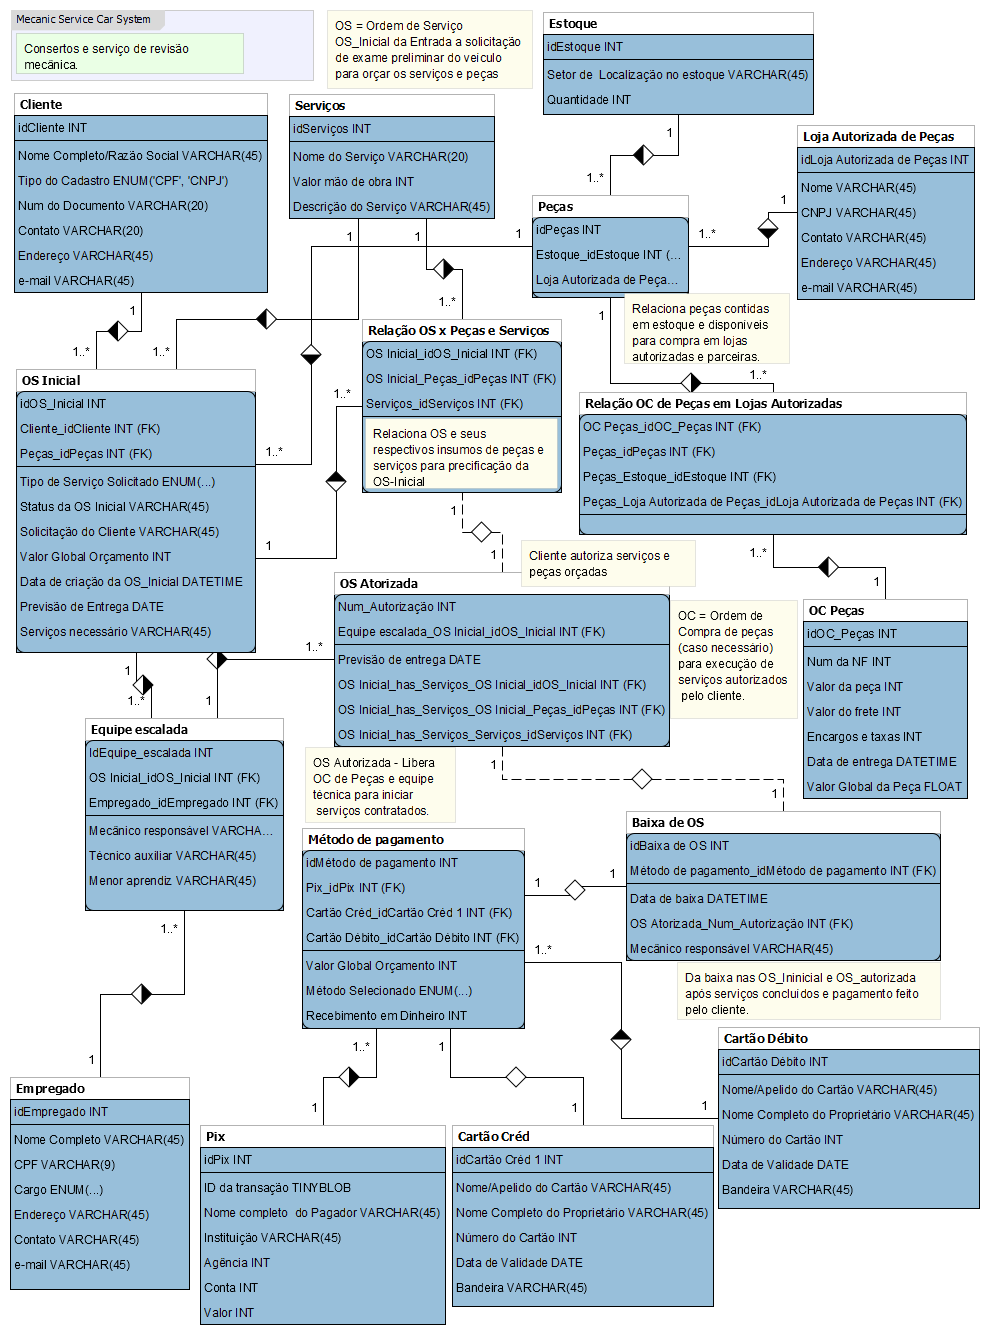 Mecanic Service Car System
Consertos e serviço de revisão
mecânica.
OS = Ordem de Serviço
OS_Inicial da Entrada a solicitação
de exame preliminar do veiculo
para orçar os serviços e peças
Estoque
idEstoque INT
Setor de  Localização no estoque VARCHAR(45)
Quantidade INT
Cliente
idCliente INT
Nome Completo/Razão Social VARCHAR(45)
Tipo do Cadastro ENUM('CPF', 'CNPJ')
Num do Documento VARCHAR(20)
Contato VARCHAR(20)
Endereço VARCHAR(45)
e-mail VARCHAR(45)
Serviços
idServiços INT
Nome do Serviço VARCHAR(20)
Valor mão de obra INT
Descrição do Serviço VARCHAR(45)
Loja Autorizada de Peças
idLoja Autorizada de Peças INT
Nome VARCHAR(45)
CNPJ VARCHAR(45)
Contato VARCHAR(45)
Endereço VARCHAR(45)
e-mail VARCHAR(45)
Peças
idPeças INT
Estoque_idEstoque INT (...
Loja Autorizada de Peça...
1
1..*
1
1..*
1
1
1
1..*
1
1..*
1..*
1
1..*
1..*
1..*
1
Relaciona peças contidas
em estoque e disponiveis
para compra em lojas
autorizadas e parceiras.
Relação OS x Peças e Serviços
OS Inicial_idOS_Inicial INT (FK)
OS Inicial_Peças_idPeças INT (FK)
Serviços_idServiços INT (FK)
Relaciona OS e seus
respectivos insumos de peças e
serviços para precificação da
OS-Inicial
OS Inicial
idOS_Inicial INT
Cliente_idCliente INT (FK)
Peças_idPeças INT (FK)
Tipo de Serviço Solicitado ENUM(...)
Status da OS Inicial VARCHAR(45)
Solicitação do Cliente VARCHAR(45)
Valor Global Orçamento INT
Data de criação da OS_Inicial DATETIME
Previsão de Entrega DATE
Serviços necessário VARCHAR(45)
Relação OC de Peças em Lojas Autorizadas
OC Peças_idOC_Peças INT (FK)
Peças_idPeças INT (FK)
Peças_Estoque_idEstoque INT (FK)
Peças_Loja Autorizada de Peças_idLoja Autorizada de Peças INT (FK)
1
1
1..*
1
Cliente autoriza serviços e
peças orçadas
OS Atorizada
Num_Autorização INT
Equipe escalada_OS Inicial_idOS_Inicial INT (FK)
Previsão de entrega DATE
OS Inicial_has_Serviços_OS Inicial_idOS_Inicial INT (FK)
OS Inicial_has_Serviços_OS Inicial_Peças_idPeças INT (FK)
OS Inicial_has_Serviços_Serviços_idServiços INT (FK)
OC = Ordem de
Compra de peças
(caso necessário)
para execução de
serviços autorizados
pelo cliente.
OC Peças
idOC_Peças INT
Num da NF INT
Valor da peça INT
Valor do frete INT
Encargos e taxas INT
Data de entrega DATETIME
Valor Global da Peça FLOAT
1..*
1
1..*
1
Equipe escalada
IdEquipe_escalada INT
OS Inicial_idOS_Inicial INT (FK)
Empregado_idEmpregado INT (FK)
Mecânico responsável VARCHA...
Técnico auxiliar VARCHAR(45)
Menor aprendiz VARCHAR(45)
OS Autorizada - Libera
OC de Peças e equipe
técnica para iniciar
serviços contratados.
1
1
Método de pagamento
idMétodo de pagamento INT
Pix_idPix INT (FK)
Cartão Créd_idCartão Créd 1 INT (FK)
Cartão Débito_idCartão Débito INT (FK)
Valor Global Orçamento INT
Método Selecionado ENUM(...)
Recebimento em Dinheiro INT
Baixa de OS
idBaixa de OS INT
Método de pagamento_idMétodo de pagamento INT (FK)
Data de baixa DATETIME
OS Atorizada_Num_Autorização INT (FK)
Mecânico responsável VARCHAR(45)
1
1
1..*
1..*
Da baixa nas OS_Ininicial e OS_autorizada
após serviços concluídos e pagamento feito
pelo cliente.
1
1..*
1
1
1
1
Cartão Débito
idCartão Débito INT
Nome/Apelido do Cartão VARCHAR(45)
Nome Completo do Proprietário VARCHAR(45)
Número do Cartão INT
Data de Validade DATE
Bandeira VARCHAR(45)
Empregado
idEmpregado INT
Nome Completo VARCHAR(45)
CPF VARCHAR(9)
Cargo ENUM(...)
Endereço VARCHAR(45)
Contato VARCHAR(45)
e-mail VARCHAR(45)
Pix
idPix INT
ID da transação TINYBLOB
Nome completo  do Pagador VARCHAR(45)
Instituição VARCHAR(45)
Agência INT
Conta INT
Valor INT
Cartão Créd
idCartão Créd 1 INT
Nome/Apelido do Cartão VARCHAR(45)
Nome Completo do Proprietário VARCHAR(45)
Número do Cartão INT
Data de Validade DATE
Bandeira VARCHAR(45)